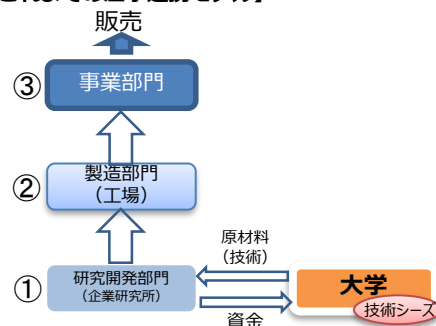 販売
③
事業部門
②
製造部門
（工場）
原材料
（技術）
①
研究開発部門
（企業研究所）
大学
技術シーズ
資金